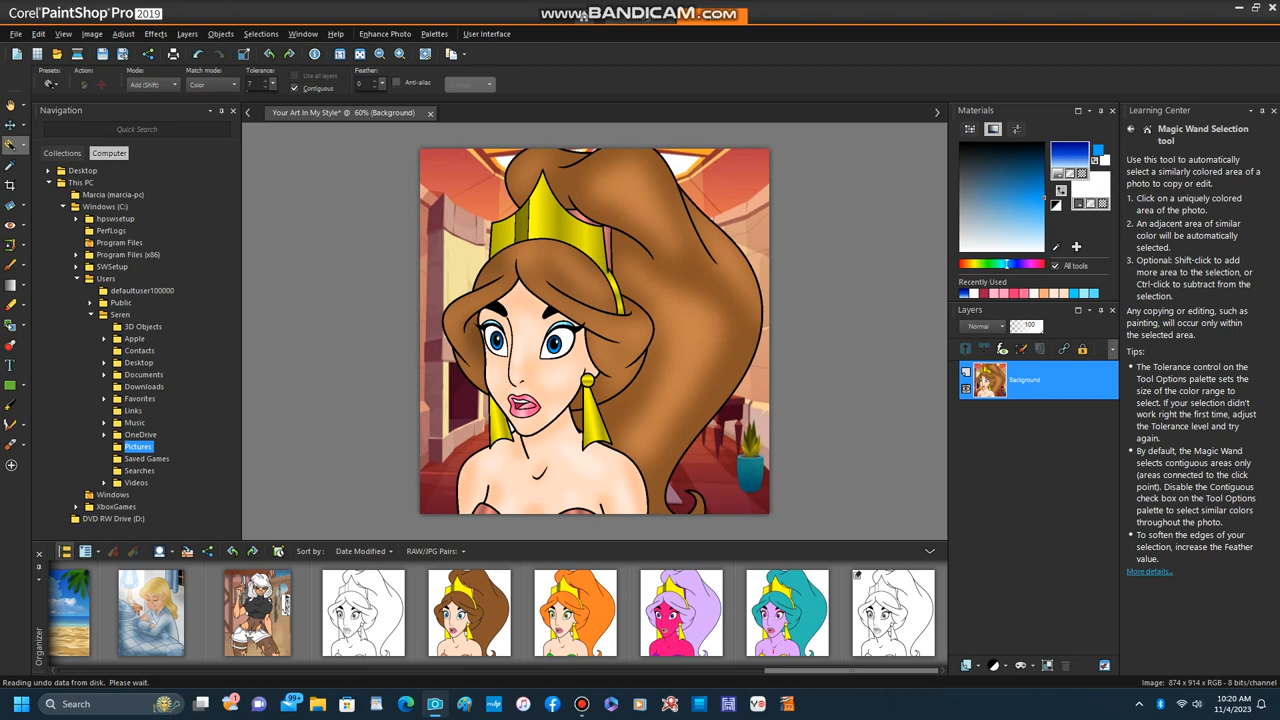 Corel PaintShop Pro 2019
www.BANDICAM.com
File Edit View Image Adjust Effects Layers Objects Selections Window Help Enhance Photo Palettes User Interface
Presets: Action: Mode: Match mode: Tolerance: Use all layers Feather:
Add (Shift) Color 7 Contiguous 0 Anti-alias
Navigation
Quick Search
Collections Computer
Desktop
This PC
Marcia (marcia-pc)
Windows (C:)
hpswsetup
PerfLogs
Program Files
Program Files (x86)
SWSetup
Users
defaultuser100000
Public
Seren
3D Objects
Apple
Contacts
Desktop
Documents
Downloads
Favorites
Links
Music
OneDrive
Pictures
Saved Games
Searches
Videos
Windows
XboxGames
DVD RW Drive (D:)
Your Art In My Style* @ 60% (Background)
Materials
All tools
Recently Used
Layers
Normal 100
Background
Learning Center
Magic Wand Selection
tool
Use this tool to automatically
select a similarly colored area of a
photo to copy or edit.
1. Click on a uniquely colored
area of the photo.
2. An adjacent area of similar
color will be automatically
selected.
3. Optional: Shift-click to add
more area to the selection, or
Ctrl-click to subtract from the
selection.
Any copying or editing, such as
painting, will occur only within
the selected area.
Tips:
• The Tolerance control on the
Tool Options palette sets the
size of the color range to
select. If your selection didn't
work right the first time, adjust
the Tolerance level and try
again.
• By default, the Magic Wand
selects contiguous areas only
(areas connected to the click
point). Disable the Contiguous
check box on the Tool Options
palette to select similar colors
throughout the photo.
• To soften the edges of your
selection, increase the Feather
value.
More details...
Sort by: Date Modified RAW/JPG Pairs:
Organizer
Reading undo data from disk. Please wait.
Image: 874 x 914 x RGB - 8 bits/channel
Search
1
99+
10:20 AM
11/4/2023